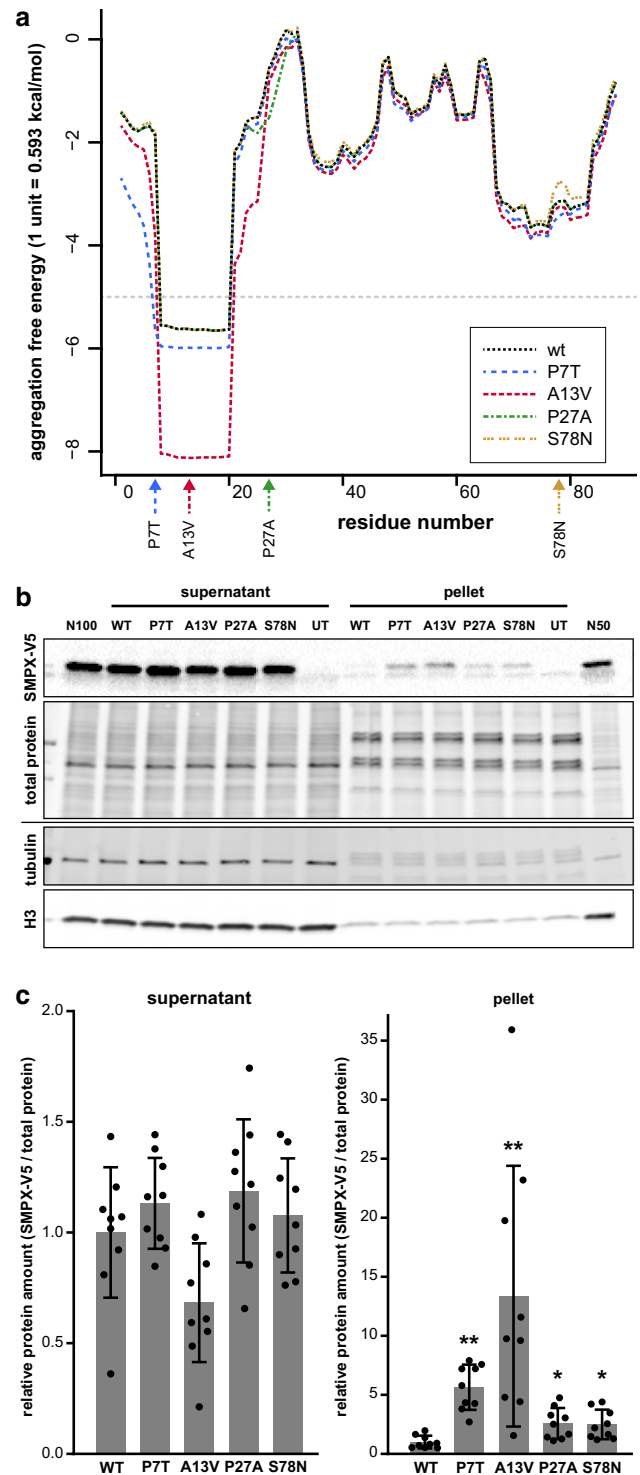 a
aggregation free energy (1 unit = 0.593 kcal/mol)
0
−2
−4
−6
−8
wt
P7T
A13V
P27A
S78N
0 20 40 60 80
P7T A13V P27A S78N
residue number
b
supernatant pellet
N100 WT P7T A13V P27A S78N UT WT P7T A13V P27A S78N UT N50
SMPX-V5
total protein
tubulin
H3
c
supernatant
relative protein amount (SMPX-V5 / total protein)
2.0
1.5
1.0
0.5
0.0
WT P7T A13V P27A S78N
pellet
relative protein amount (SMPX-V5 / total protein)
35
30
25
20
15
10
5
0
** ** * *
WT P7T A13V P27A S78N